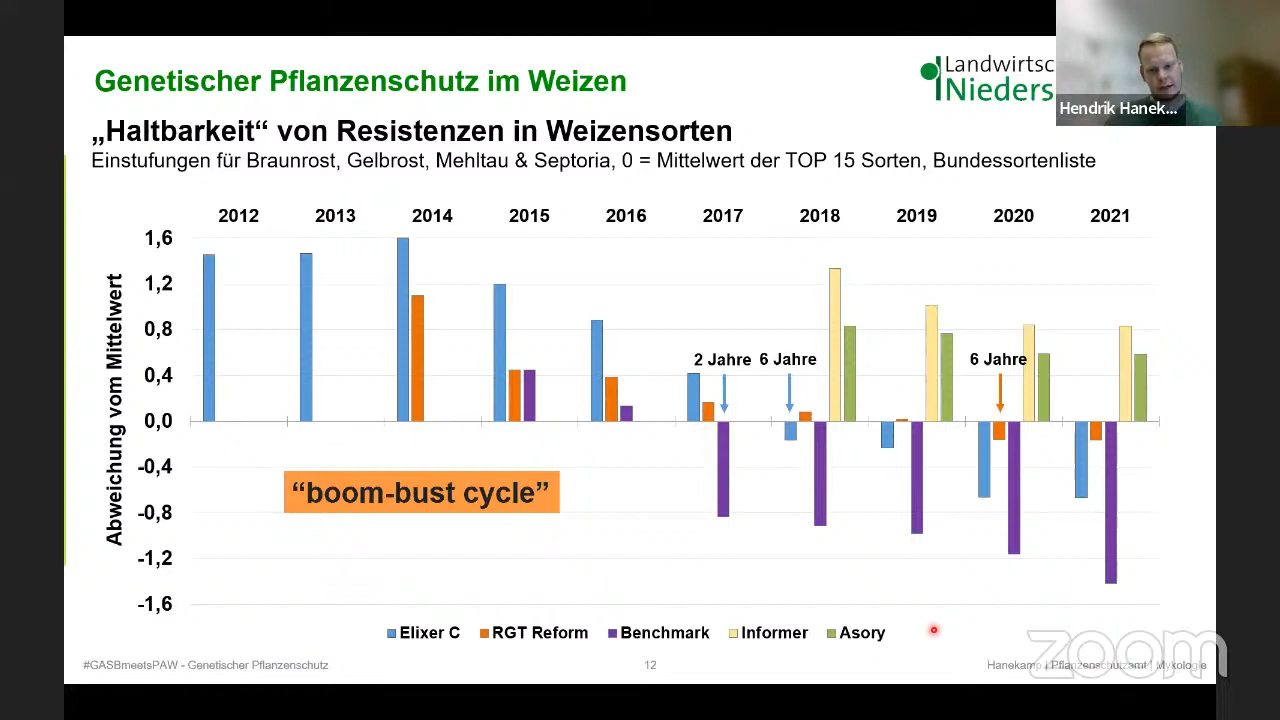 Genetischer Pflanzenschutz im Weizen
Landwirtsc
Nieders
Hendrik Hanek...
„Haltbarkeit“ von Resistenzen in Weizensorten
Einstufungen für Braunrost, Gelbrost, Mehltau & Septoria, 0 = Mittelwert der TOP 15 Sorten, Bundessortenliste
2012 2013 2014 2015 2016 2017 2018 2019 2020 2021
Abweichung vom Mittelwert
1,6
1,2
0,8
0,4
0,0
-0,4
-0,8
-1,2
-1,6
2 Jahre 6 Jahre 6 Jahre
“boom-bust cycle”
Elixer C RGT Reform Benchmark Informer Asory
#GASBmeetsPAW - Genetischer Pflanzenschutz
12
Hanekamp | Pflanzenschutzamt | Mykologie
zoom